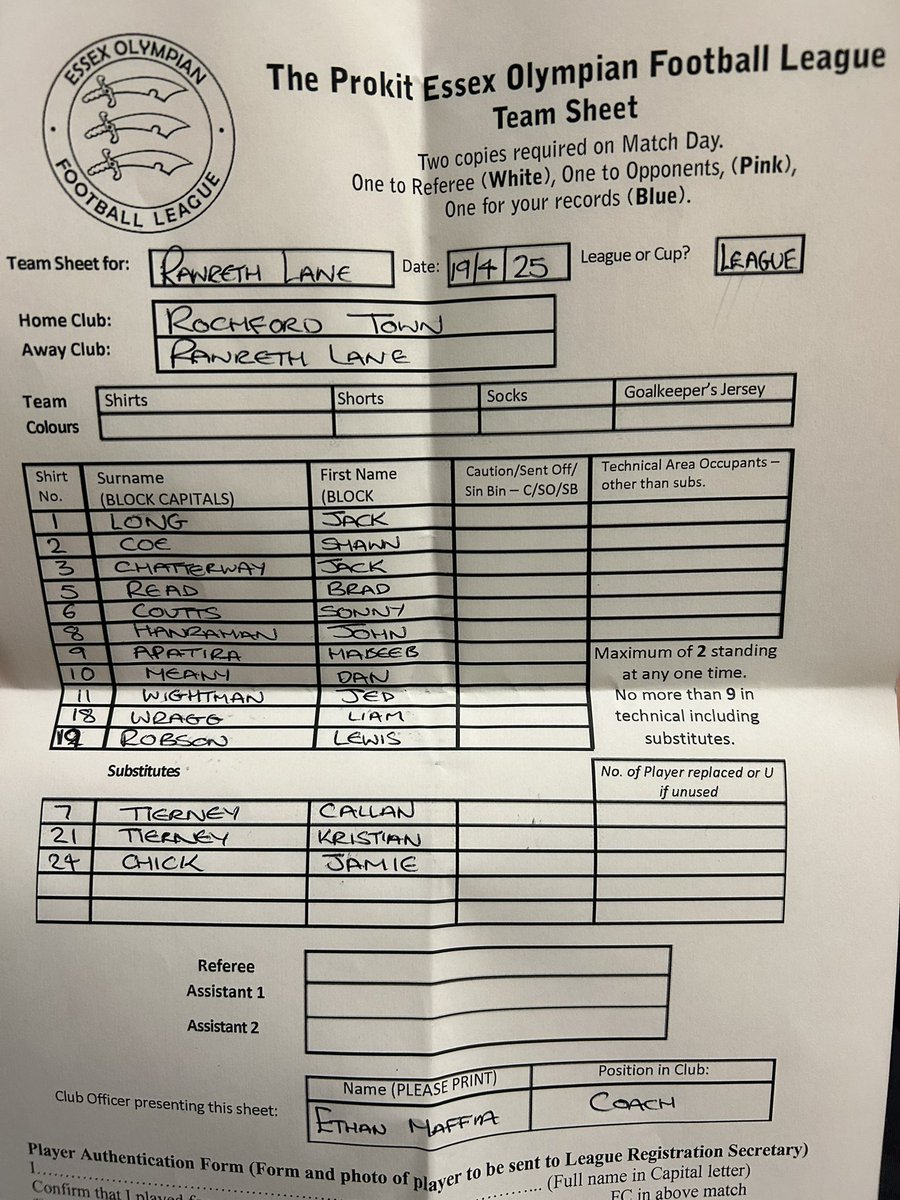 ESSEX OLYMPIAN FOOTBALL LEAGUE
The Prokit Essex Olympian Football League
Team Sheet
Two copies required on Match Day.
One to Referee (White), One to Opponents, (Pink),
One for your records (Blue).
Team Sheet for: RAWRETH LANE Date: 19/4/25 League or Cup? LEAGUE
Home Club: ROCHFORD TOWN
Away Club: RAWRETH LANE
Team Colours Shirts Shorts Socks Goalkeeper's Jersey
Shirt No. Surname (BLOCK CAPITALS) First Name (BLOCK Caution/Sent Off/ Sin Bin – C/SO/SB Technical Area Occupants – other than subs.
1 LONG JACK
2 COE SHAWN
3 CHATTERWAY JACK
5 READ BRAD
6 COUTTS SONNY
8 HANRAHAN JOHN
9 APATIRA HABEEB
10 MEANY DAN
11 WIGHTMAN JED
18 WRAGG LIAM
19 ROBSON LEWIS
Maximum of 2 standing
at any one time.
No more than 9 in
technical including
substitutes.
Substitutes No. of Player replaced or U if unused
7 TIERNEY CALLAN
21 TIERNEY KRISTIAN
24 CHICK JAMIE
Referee
Assistant 1
Assistant 2
Club Officer presenting this sheet: Name (PLEASE PRINT) Position in Club:
ETHAN MAFFIA COACH
Player Authentication Form (Form and photo of player to be sent to League Registration Secretary)
I.................. (Full name in Capital letter)
Confirm that I played FC in above match